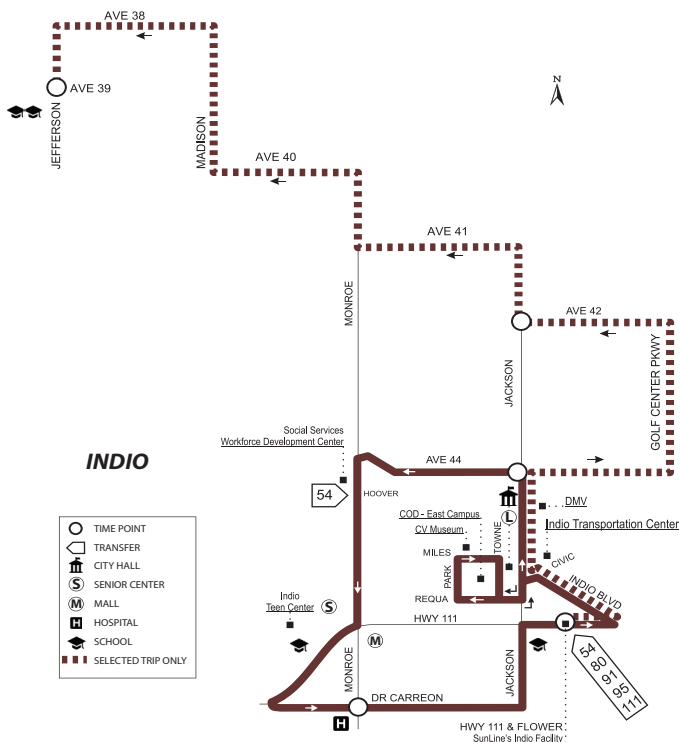 AVE 38
N
AVE 39
JEFFERSON
MADISON
AVE 40
AVE 41
MONROE
AVE 42
JACKSON
GOLF CENTER PKWY
Social Services
Workforce Development Center
AVE 44
INDIO
54
HOOVER
L
DMV
COD - East Campus
CV Museum
TOWNE
Indio Transportation Center
MILES
PARK
CIVIC
REQUA
INDIO BLVD
Indio
Teen Center
S
HWY 111
M
MONROE
JACKSON
DR CARREON
H
54
80
91
95
111
HWY 111 & FLOWER
SunLine's Indio Facility
TIME POINT
TRANSFER
CITY HALL
S SENIOR CENTER
M MALL
H HOSPITAL
SCHOOL
SELECTED TRIP ONLY